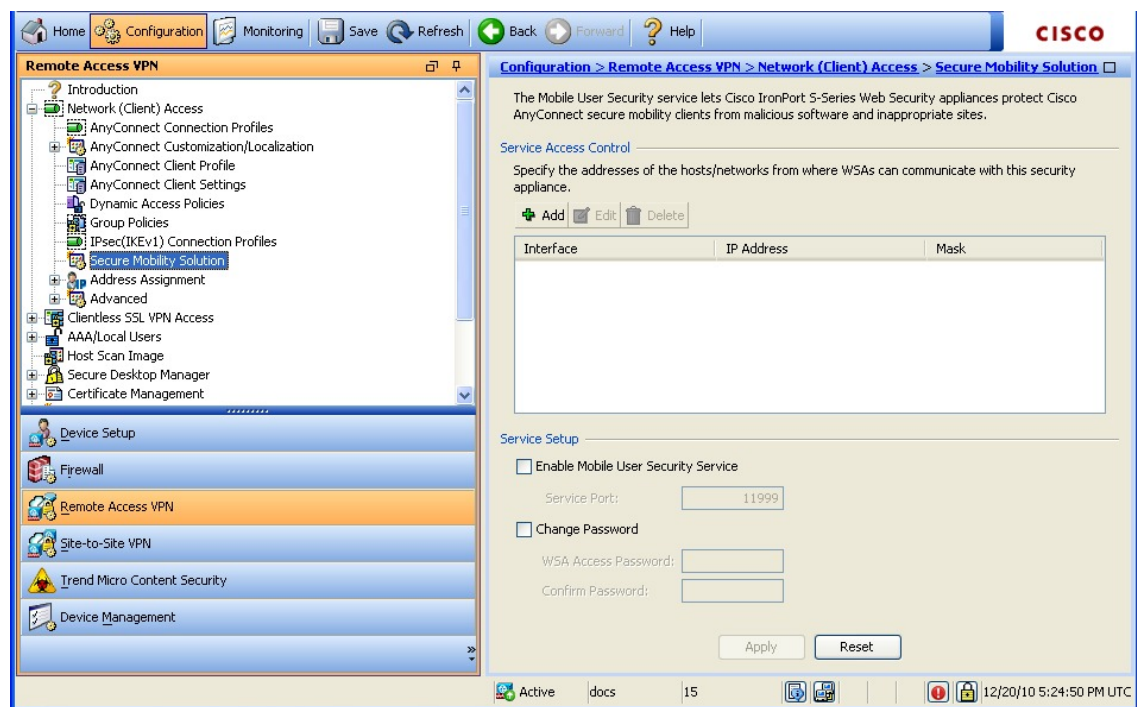 Home Configuration Monitoring Save Refresh Back Forward Help
CISCO
Remote Access VPN
Introduction
Network (Client) Access
AnyConnect Connection Profiles
AnyConnect Customization/Localization
AnyConnect Client Profile
AnyConnect Client Settings
Dynamic Access Policies
Group Policies
IPsec(IKEv1) Connection Profiles
Secure Mobility Solution
Address Assignment
Advanced
Clientless SSL VPN Access
AAA/Local Users
Host Scan Image
Secure Desktop Manager
Certificate Management
Device Setup
Firewall
Remote Access VPN
Site-to-Site VPN
Trend Micro Content Security
Device Management
Configuration > Remote Access VPN > Network (Client) Access > Secure Mobility Solution
The Mobile User Security service lets Cisco IronPort S-Series Web Security appliances protect Cisco
AnyConnect secure mobility clients from malicious software and inappropriate sites.
Service Access Control
Specify the addresses of the hosts/networks from where WSAs can communicate with this security
appliance.
Add Edit Delete
Interface IP Address Mask
Service Setup
Enable Mobile User Security Service
Service Port: 11999
Change Password
WSA Access Password:
Confirm Password:
Apply Reset
Active docs 15 12/20/10 5:24:50 PM UTC